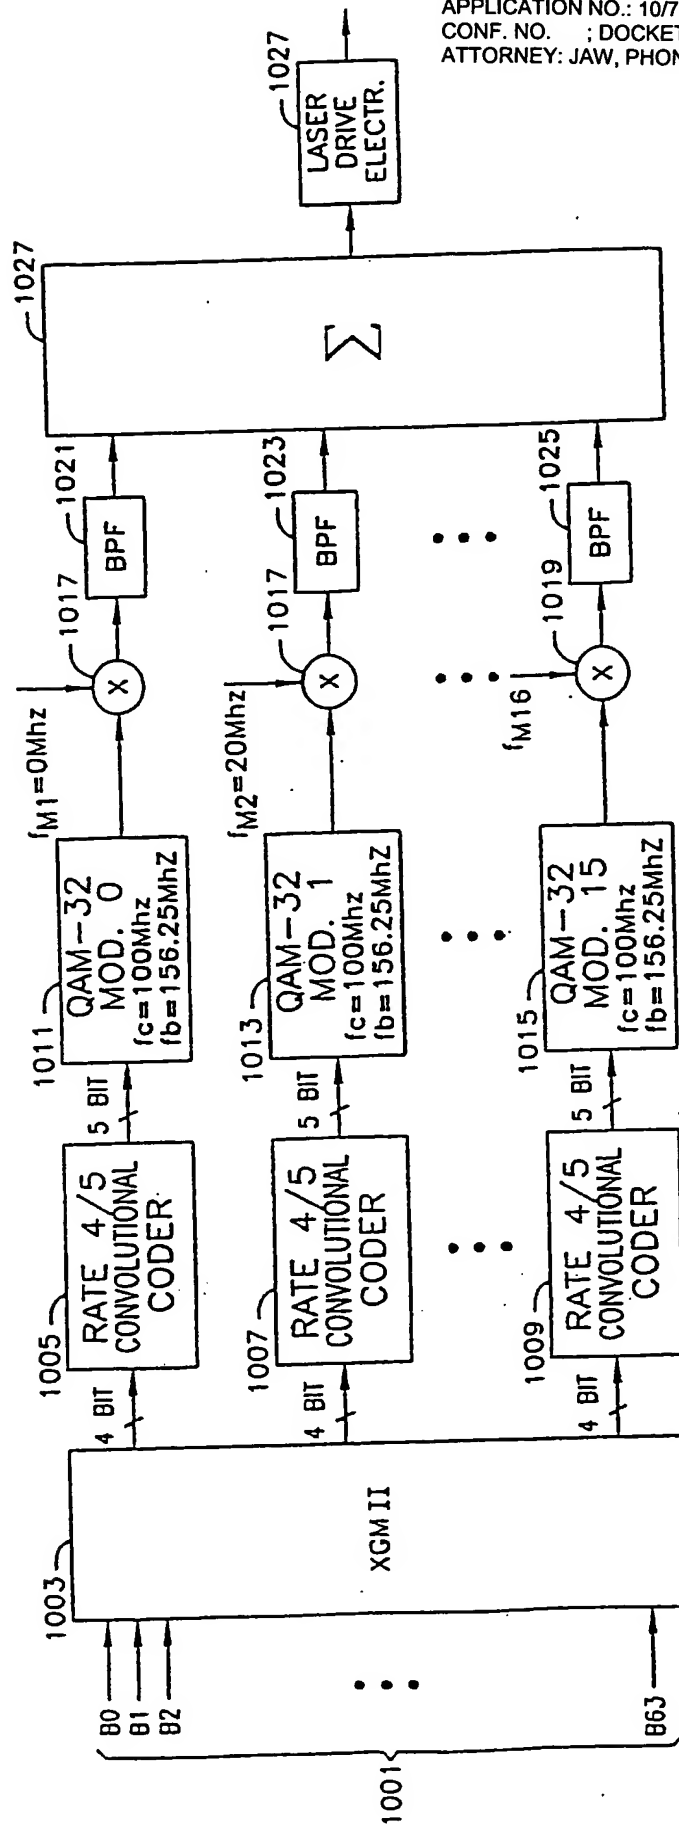 APPLICATION NO.: 10/7
CONF. NO. ; DOCKET
ATTORNEY: JAW, PHON
1001
B0
B1
B2
B63
1003
XGM II
4 BIT
1005
RATE 4/5
CONVOLUTIONAL
CODER
5 BIT
1011
QAM-32
MOD. 0
fc=100Mhz
fb=156.25MhZ
fM1=0Mhz
1017
X
1021
BPF
4 BIT
1007
RATE 4/5
CONVOLUTIONAL
CODER
5 BIT
1013
QAM-32
MOD. 1
fc=100Mhz
fb=156.25MhZ
fM2=20Mhz
1017
X
1023
BPF
4 BIT
1009
RATE 4/5
CONVOLUTIONAL
CODER
5 BIT
1015
QAM-32
MOD. 15
fc=100Mhz
fb=156.25MhZ
fM16
1019
X
1025
BPF
1027
Σ
1027
LASER
DRIVE
ELECTR.